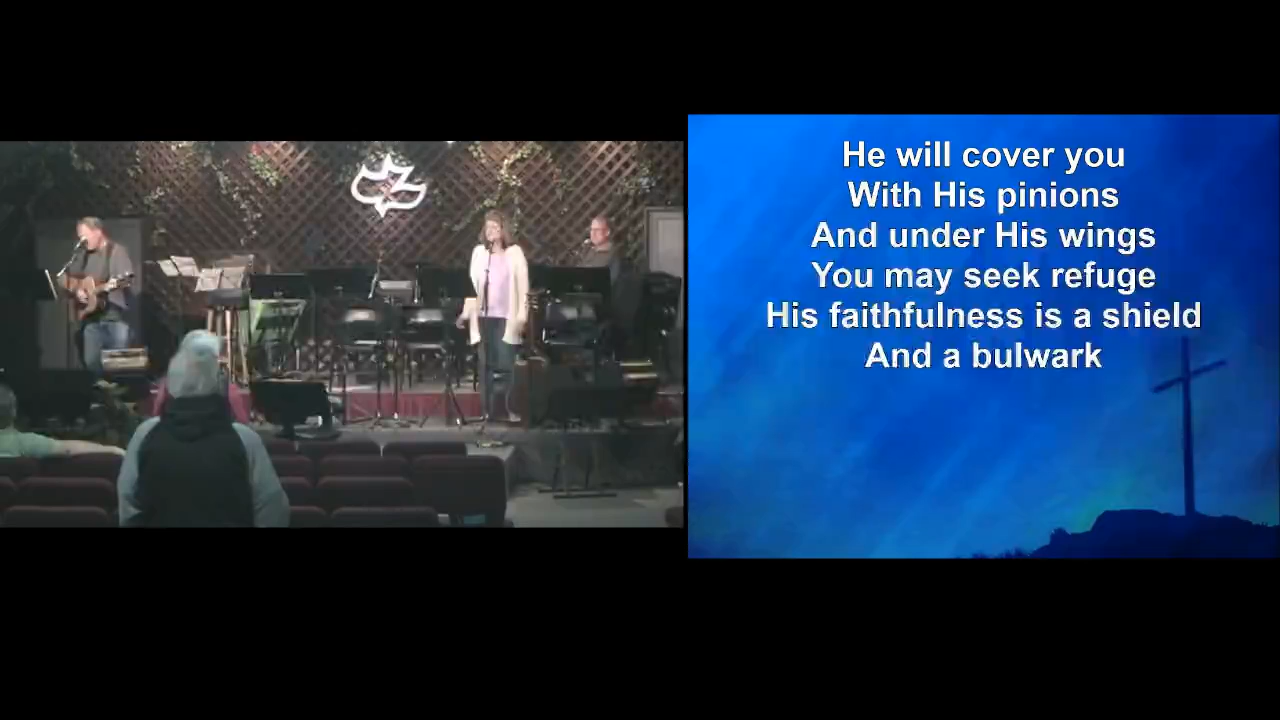 He will cover you
With His pinions
And under His wings
You may seek refuge
His faithfulness is a shield
And a bulwark